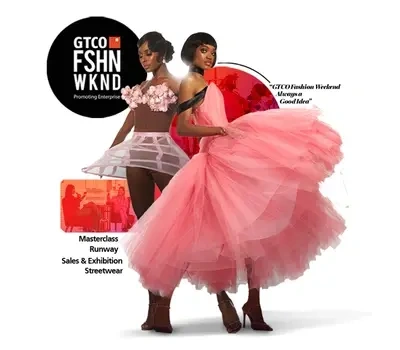 GTCO
FSHN
WKND
Promoting Enterprise
“GTCO Fashion Weekend
Always a
Good Idea”
Masterclass
Runway
Sales & Exhibition
Streetwear